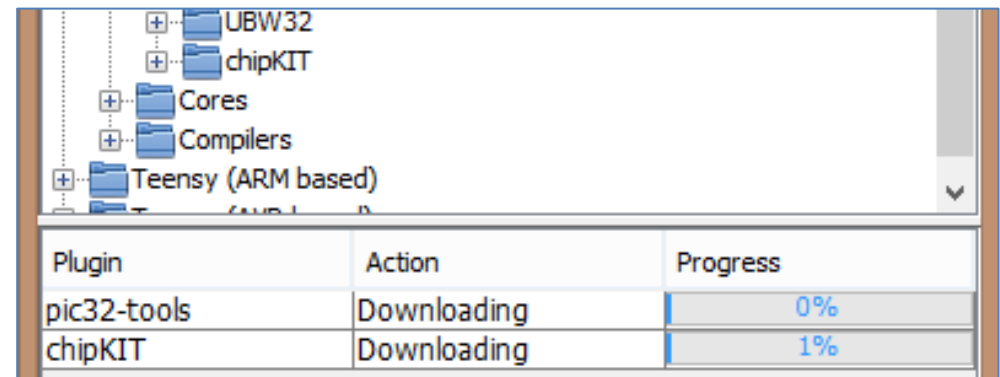 UBW32
chipKIT
Cores
Compilers
Teensy (ARM based)
Plugin Action Progress
pic32-tools Downloading 0%
chipKIT Downloading 1%